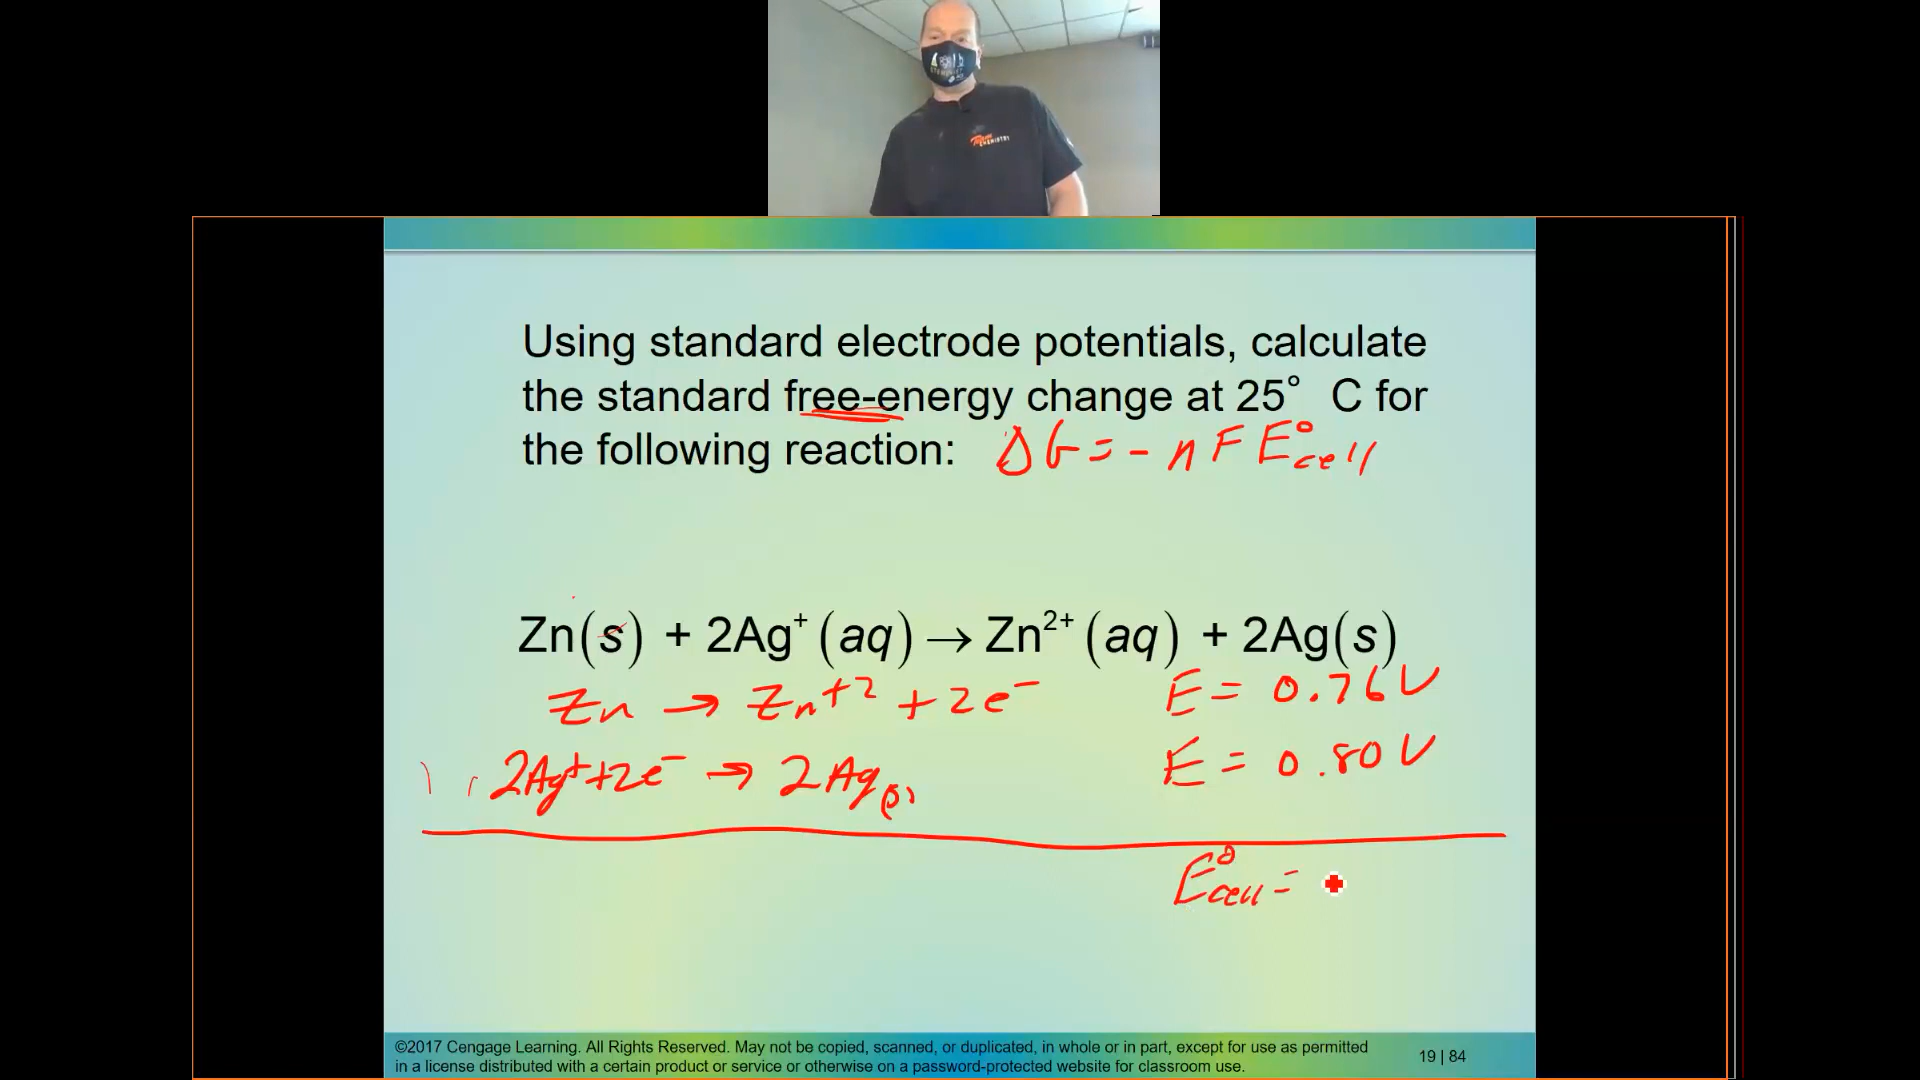 CHEMISTRY
Using standard electrode potentials, calculate
the standard free-energy change at 25° C for
the following reaction: ΔG = - n F E°cell
Zn(s) + 2Ag⁺(aq) → Zn²⁺(aq) + 2Ag(s)
Zn → Zn⁺² + 2e⁻ E = 0.76 V
2Ag⁺ + 2e⁻ → 2Ag(s) E = 0.80 V
E°cell =
©2017 Cengage Learning. All Rights Reserved. May not be copied, scanned, or duplicated, in whole or in part, except for use as permitted
in a license distributed with a certain product or service or otherwise on a password-protected website for classroom use.
19 | 84